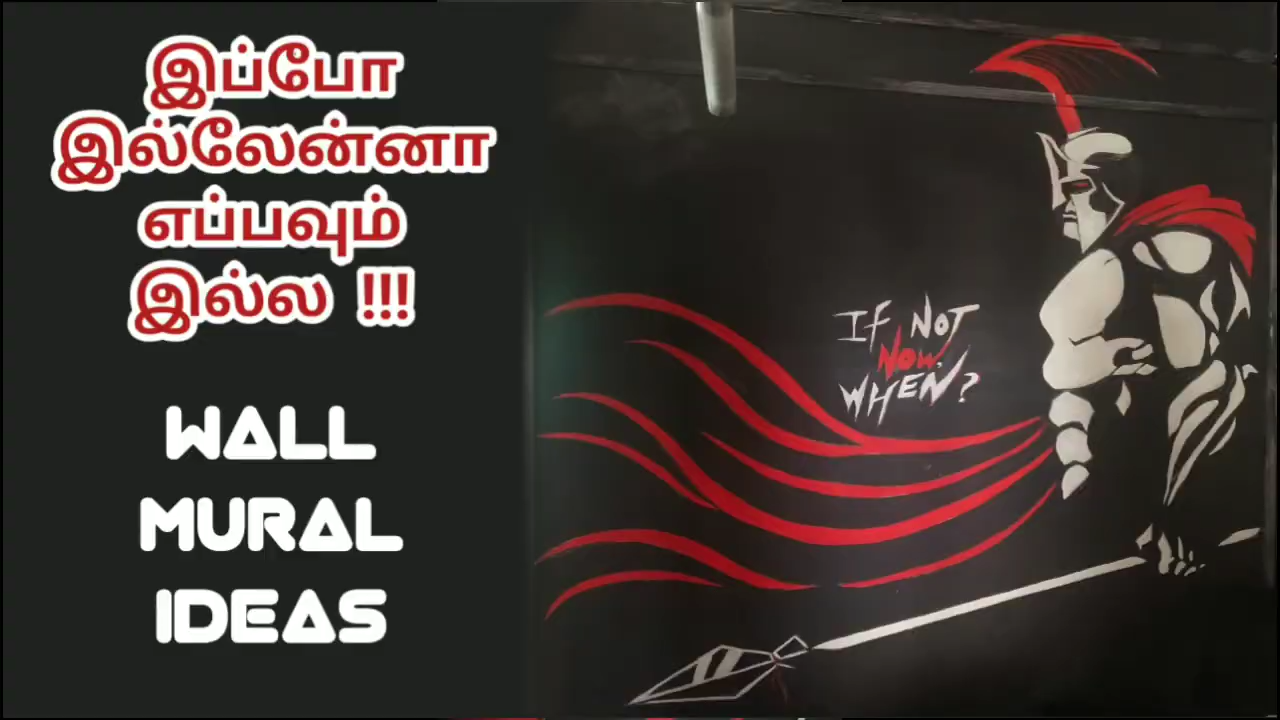 இப்போ
இல்லேன்னா
எப்பவும்
இல்ல !!!
WALL
MURAL
IDEAS
IF NOT
NOW,
WHEN?